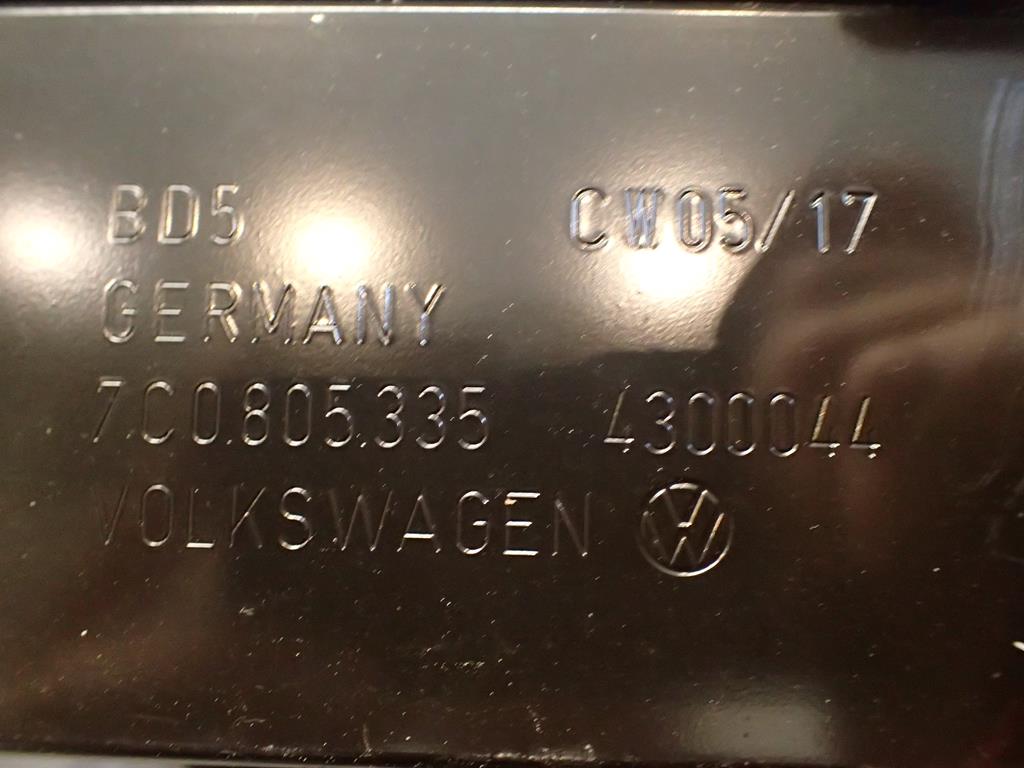 BD5 CW05/17
GERMANY
7C0.805.335 4300044
VOLKSWAGEN